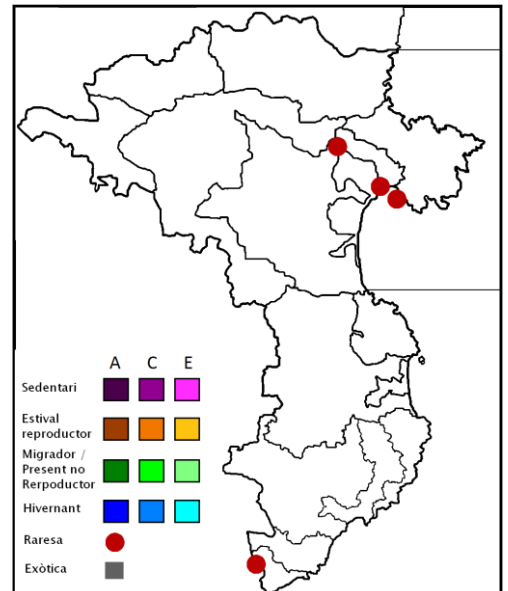 A C E
Sedentari
Estival
reproductor
Migrador /
Present no
Rerpoductor
Hivernant
Raresa
Exòtica